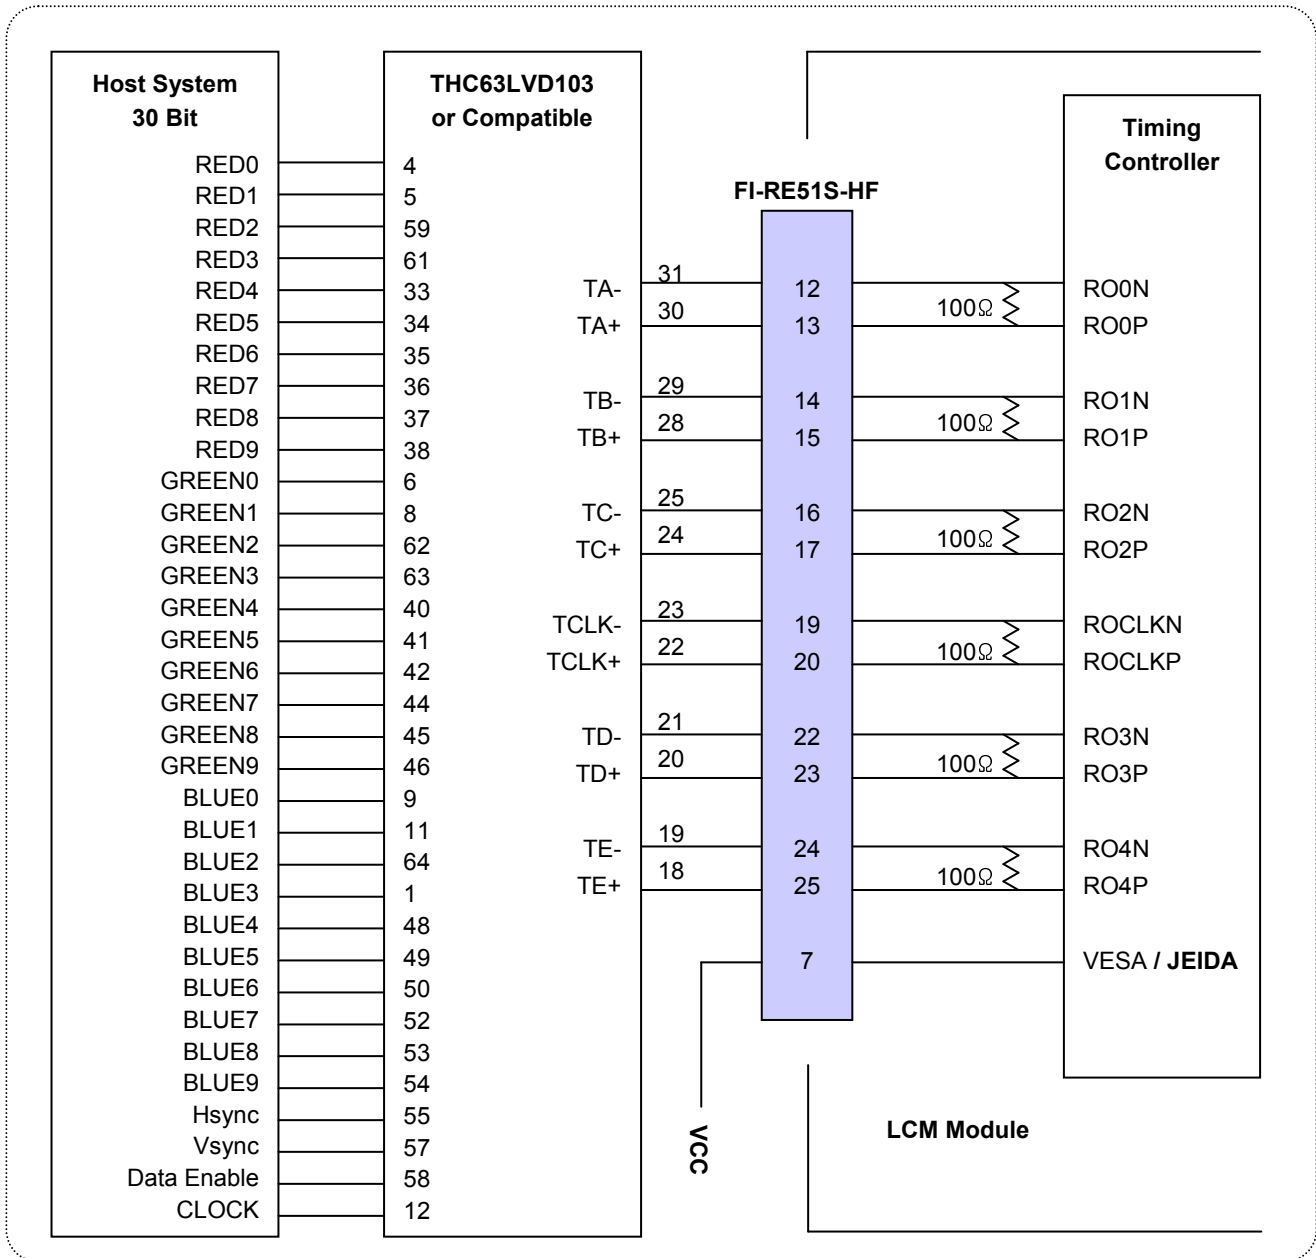 Host System
30 Bit
RED0
RED1
RED2
RED3
RED4
RED5
RED6
RED7
RED8
RED9
GREEN0
GREEN1
GREEN2
GREEN3
GREEN4
GREEN5
GREEN6
GREEN7
GREEN8
GREEN9
BLUE0
BLUE1
BLUE2
BLUE3
BLUE4
BLUE5
BLUE6
BLUE7
BLUE8
BLUE9
Hsync
Vsync
Data Enable
CLOCK
THC63LVD103
or Compatible
4
5
59
61
33
34
35
36
37
38
6
8
62
63
40
41
42
44
45
46
9
11
64
1
48
49
50
52
53
54
55
57
58
12
TA-
TA+
TB-
TB+
TC-
TC+
TCLK-
TCLK+
TD-
TD+
TE-
TE+
31
30
29
28
25
24
23
22
21
20
19
18
VCC
FI-RE51S-HF
12
13
14
15
16
17
19
20
22
23
24
25
7
100Ω
100Ω
100Ω
100Ω
100Ω
100Ω
Timing
Controller
RO0N
RO0P
RO1N
RO1P
RO2N
RO2P
ROCLKN
ROCLKP
RO3N
RO3P
RO4N
RO4P
VESA / JEIDA
LCM Module